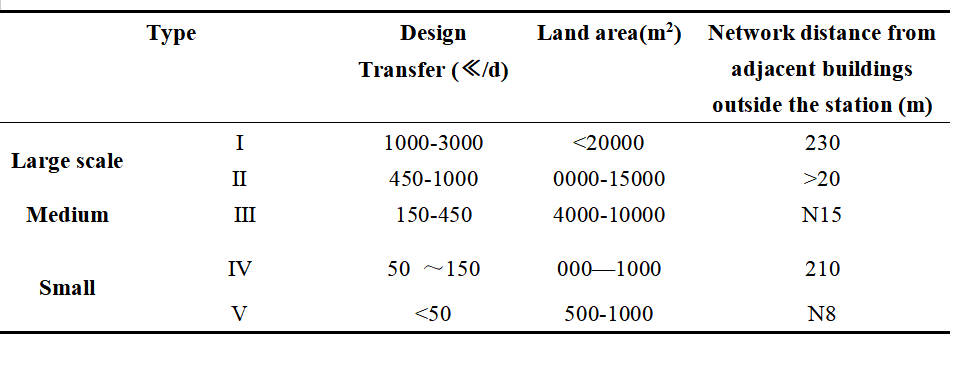 Type Design Land area(m²) Network distance from
Transfer (≪/d) adjacent buildings
outside the station (m)
Large scale
Ⅰ 1000-3000 <20000 230
Ⅱ 450-1000 0000-15000 >20
Medium Ⅲ 150-450 4000-10000 N15
Small
Ⅳ 50 ～150 000—1000 210
Ⅴ <50 500-1000 N8